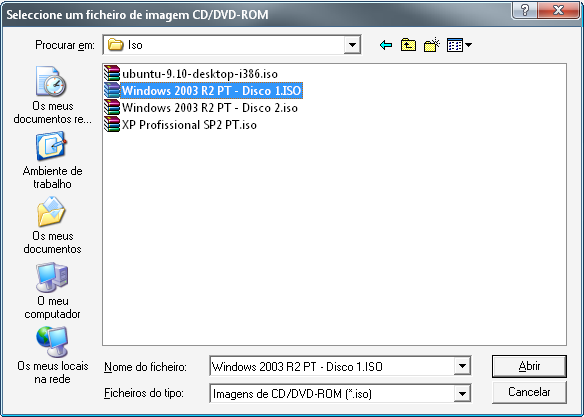 Seleccione um ficheiro de imagem CD/DVD-ROM
Procurar em:
Iso
Os meus
documentos re...
Ambiente de
trabalho
Os meus
documentos
O meu
computador
Os meus locais
na rede
ubuntu-9.10-desktop-i386.iso
Windows 2003 R2 PT - Disco 1.ISO
Windows 2003 R2 PT - Disco 2.iso
XP Profissional SP2 PT.iso
Nome do ficheiro:
Windows 2003 R2 PT - Disco 1.ISO
Abrir
Ficheiros do tipo:
Imagens de CD/DVD-ROM (*.iso)
Cancelar